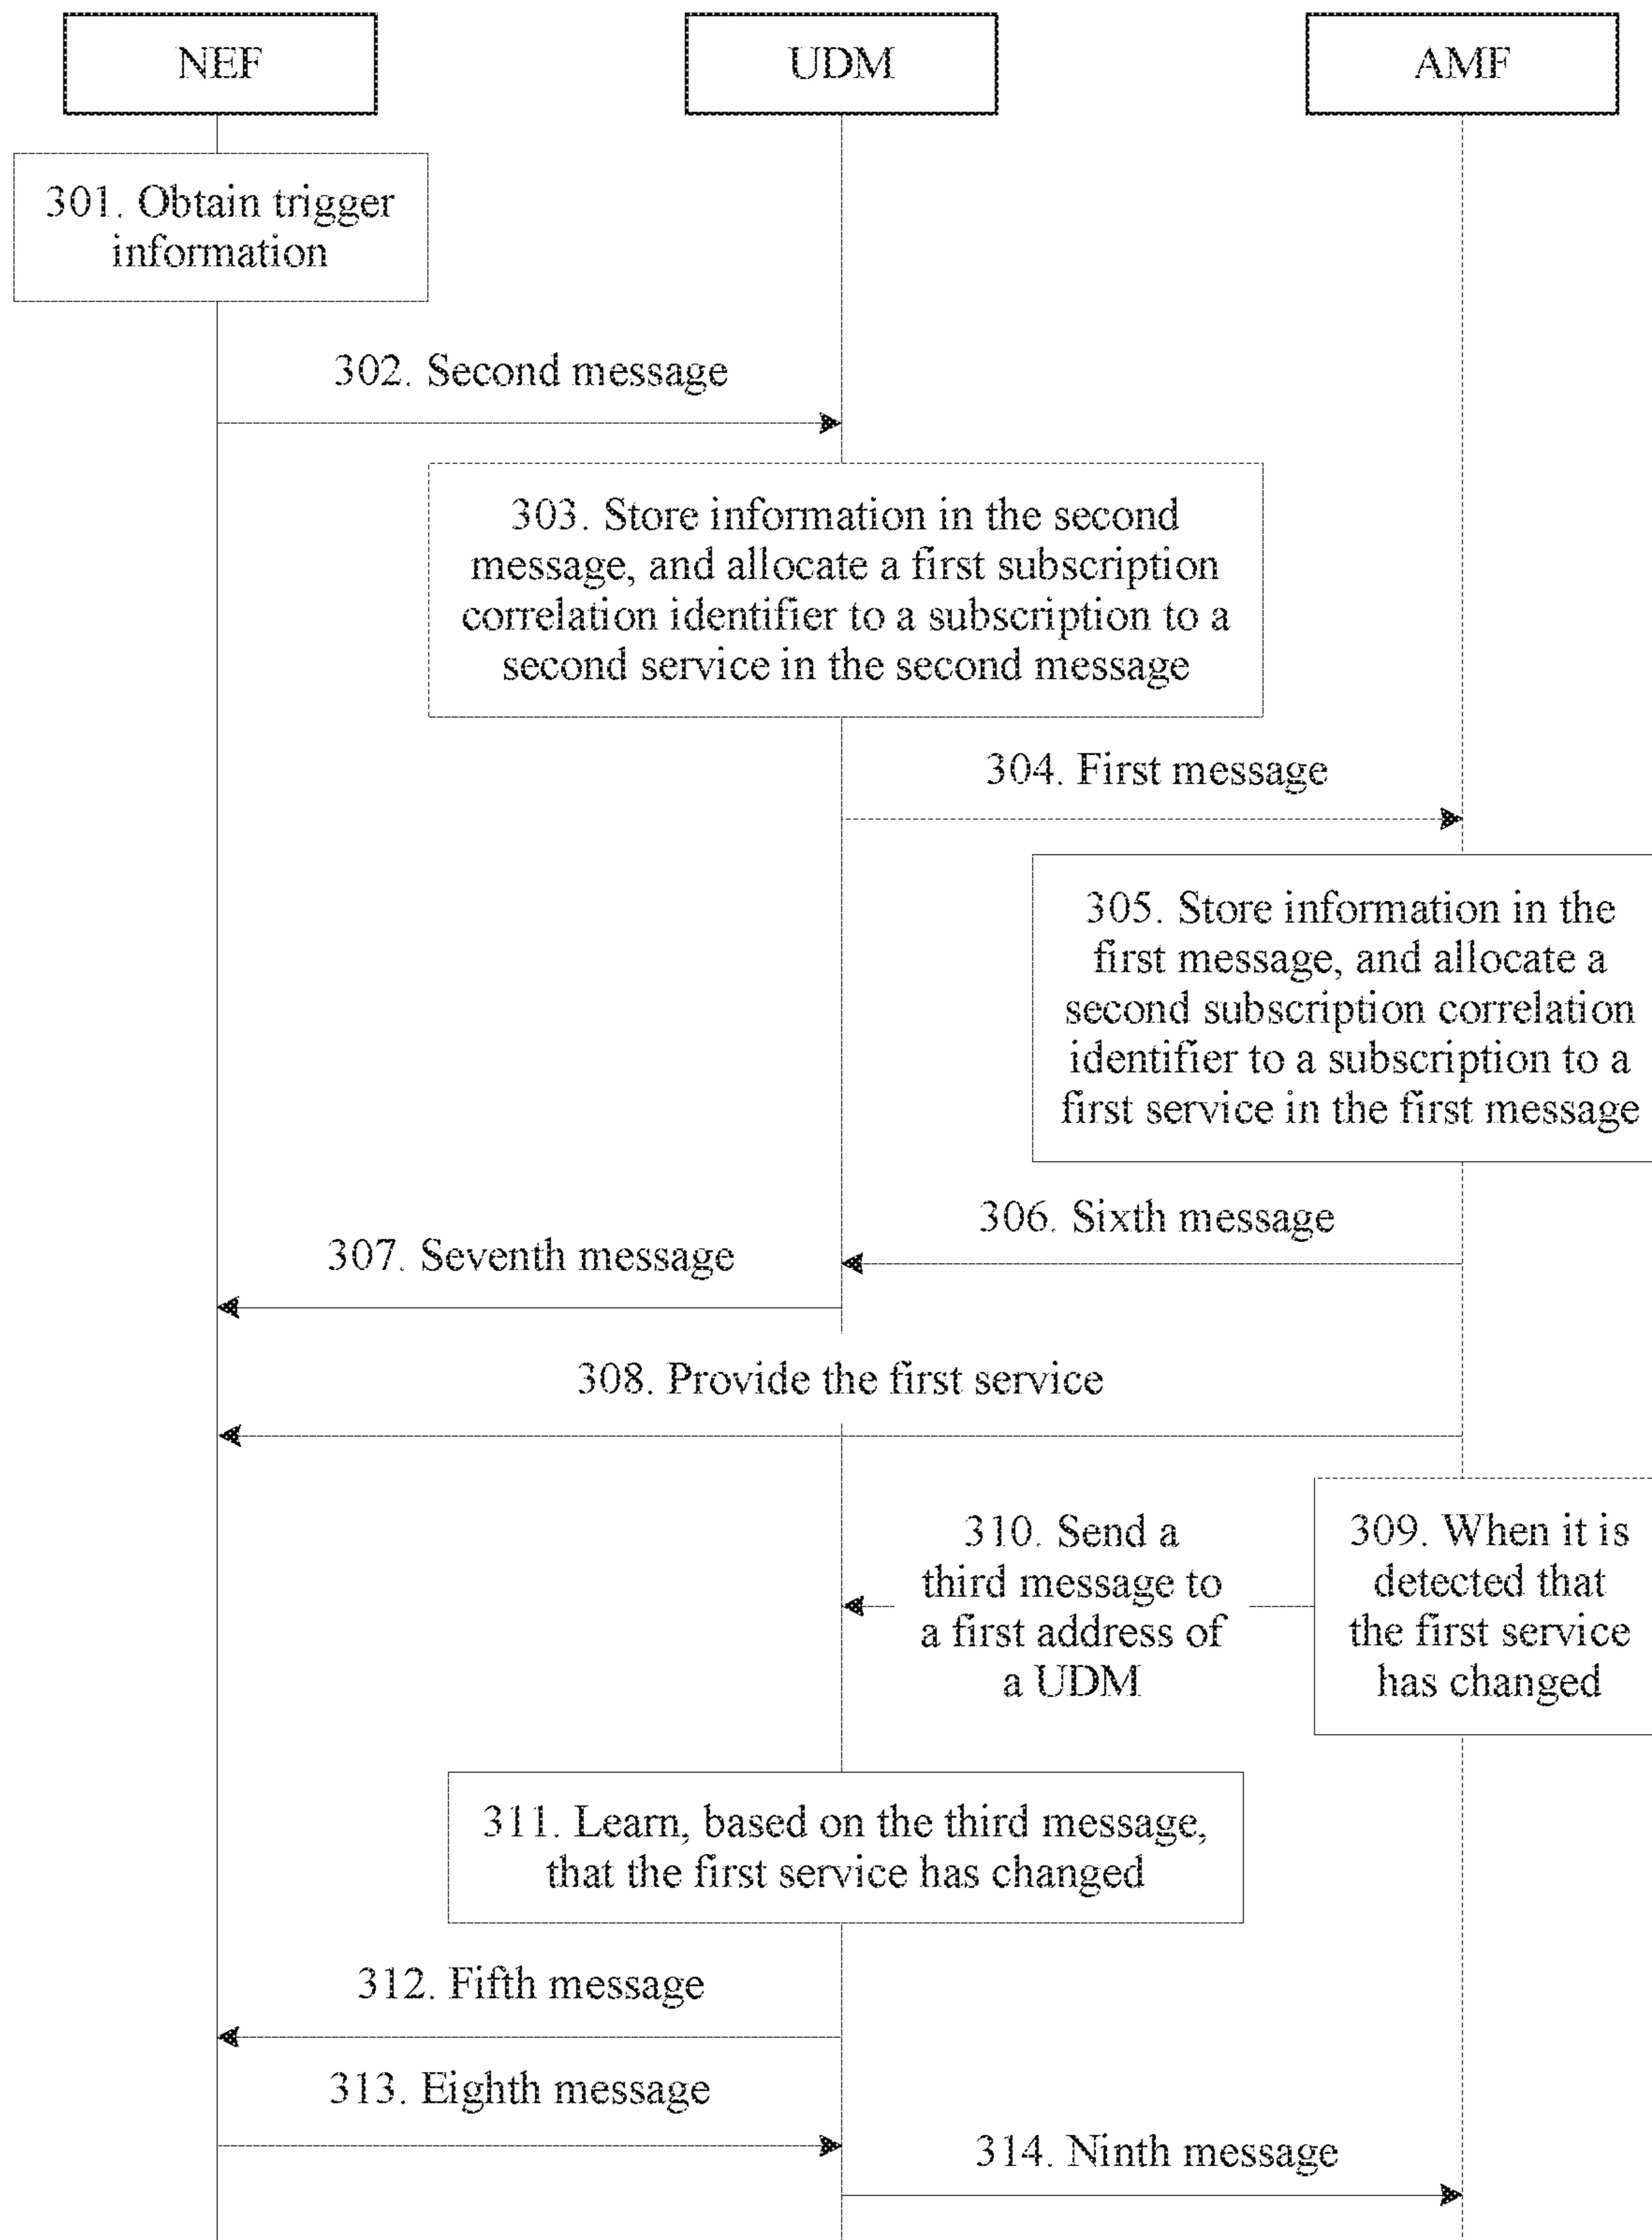 NEF
UDM
AMF
301. Obtain trigger
information
302. Second message
303. Store information in the second
message, and allocate a first subscription
correlation identifier to a subscription to a
second service in the second message
304. First message
305. Store information in the
first message, and allocate a
second subscription correlation
identifier to a subscription to a
first service in the first message
306. Sixth message
307. Seventh message
308. Provide the first service
309. When it is
detected that
the first service
has changed
310. Send a
third message to
a first address of
a UDM
311. Learn, based on the third message,
that the first service has changed
312. Fifth message
313. Eighth message
314. Ninth message